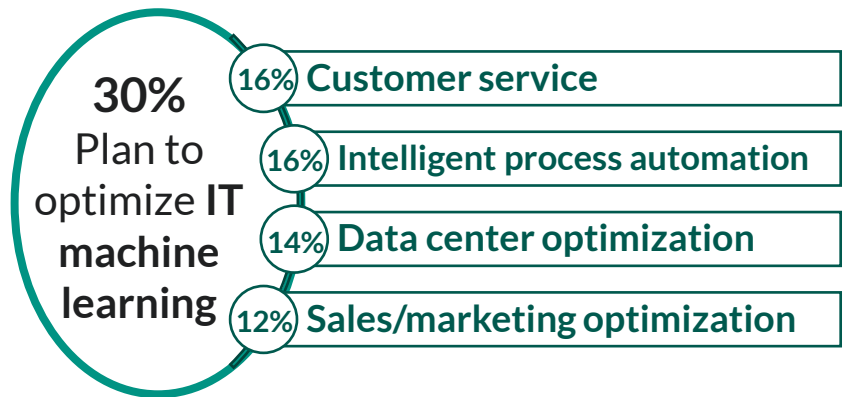 30%
Plan to
optimize IT
machine
learning
16% Customer service
16% Intelligent process automation
14% Data center optimization
12% Sales/marketing optimization